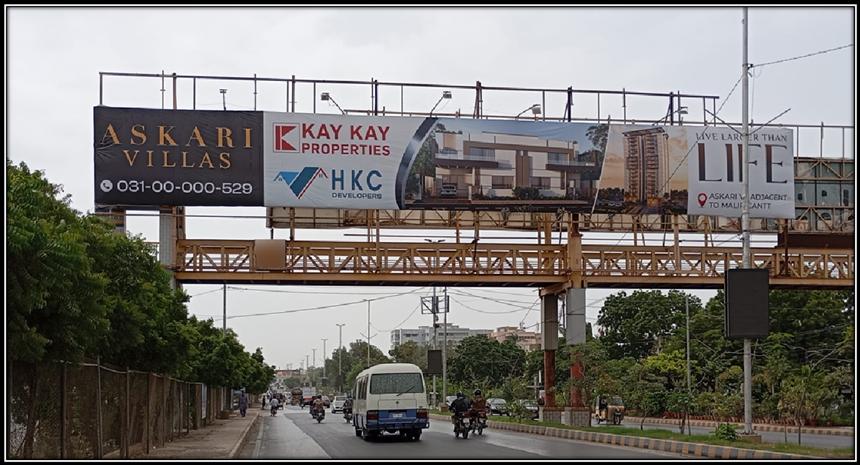 ASKARI
VILLAS
031-00-000-529
KAY KAY
PROPERTIES
HKC
DEVELOPERS
LIVE LARGER THAN
LIFE
ASKARI V, ADJACENT
TO MALIR CANTT